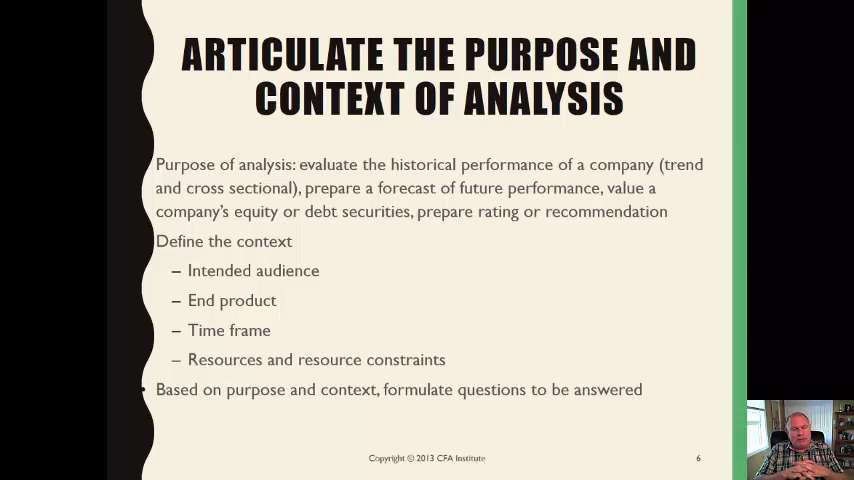 ARTICULATE THE PURPOSE AND
CONTEXT OF ANALYSIS
Purpose of analysis: evaluate the historical performance of a company (trend
and cross sectional), prepare a forecast of future performance, value a
company's equity or debt securities, prepare rating or recommendation
Define the context
– Intended audience
– End product
– Time frame
– Resources and resource constraints
• Based on purpose and context, formulate questions to be answered
Copyright © 2013 CFA Institute
6